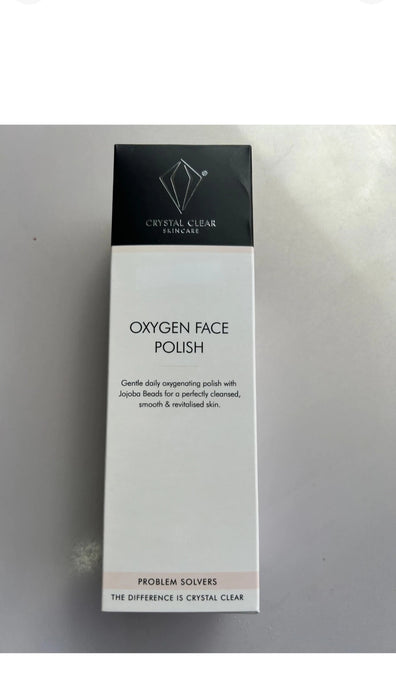 CRYSTAL CLEAR
SKINCARE
OXYGEN FACE
POLISH
Gentle daily oxygenating polish with
Jojoba Beads for a perfectly cleansed,
smooth & revitalised skin.
PROBLEM SOLVERS
THE DIFFERENCE IS CRYSTAL CLEAR